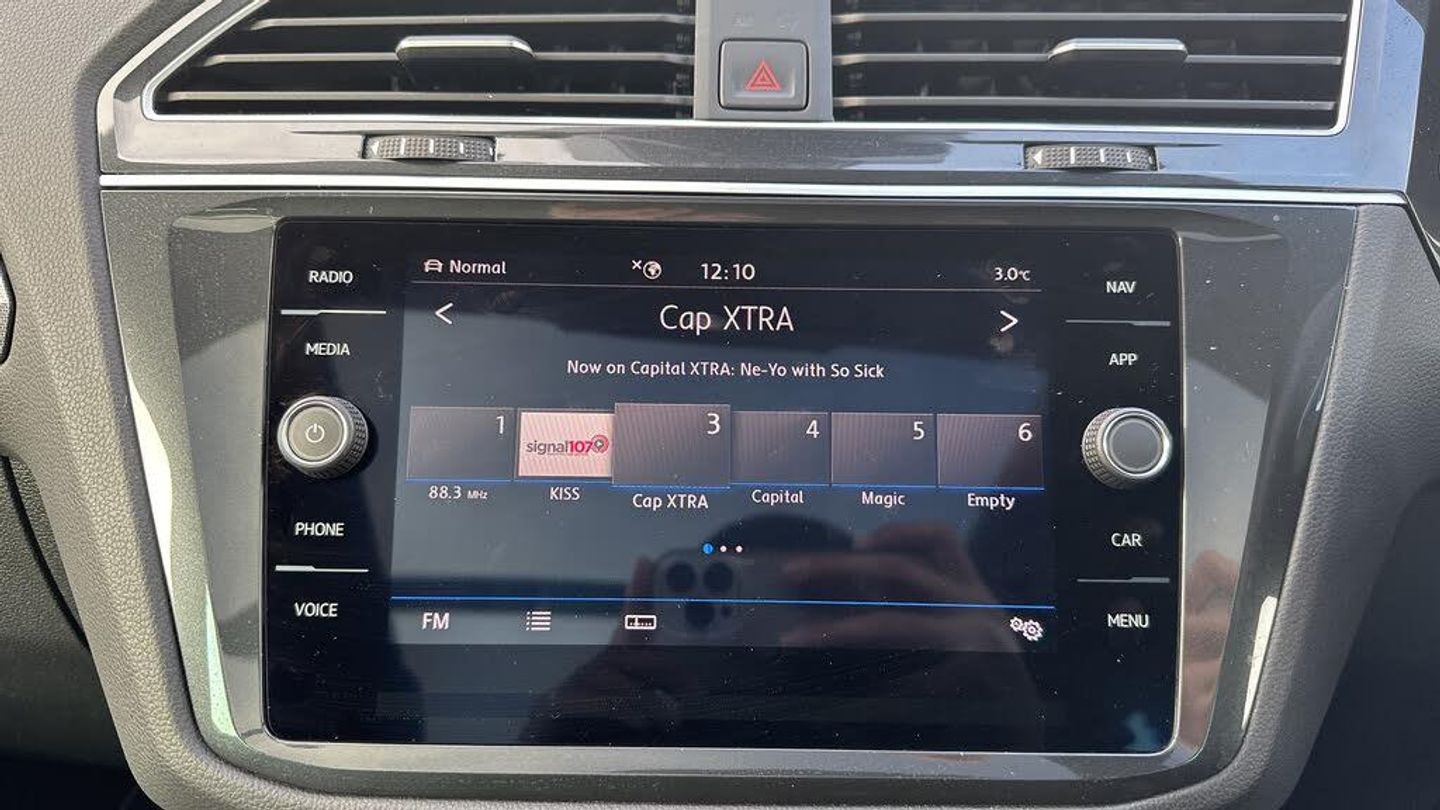 RADIO
MEDIA
PHONE
VOICE
Normal
12:10
3.0°C
< Cap XTRA >
Now on Capital XTRA: Ne-Yo with So Sick
1
signal107
3
4
5
6
88.3 MHz
KISS
Cap XTRA
Capital
Magic
Empty
FM
NAV
APP
CAR
MENU